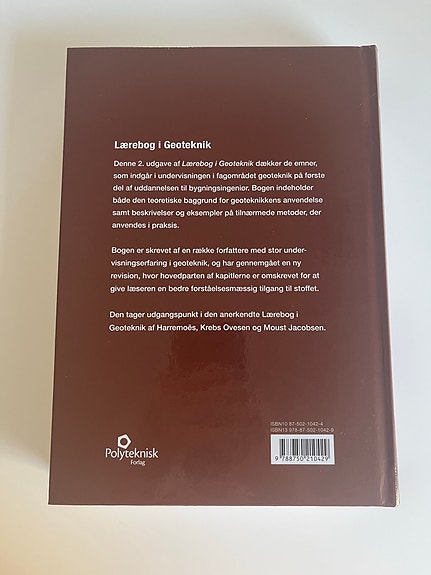 Lærebog i Geoteknik
Denne 2. udgave af Lærebog i Geoteknik dækker de emner,
som indgår i undervisningen i fagområdet geoteknik på første
del af uddannelsen til bygningsingeniør. Bogen indeholder
både den teoretiske baggrund for geoteknikkens anvendelse
samt beskrivelser og eksempler på tilnærmede metoder, der
anvendes i praksis.
Bogen er skrevet af en række forfattere med stor under-
visningserfaring i geoteknik, og har gennemgået en ny
revision, hvor hovedparten af kapitlerne er omskrevet for at
give læseren en bedre forståelsesmæssig tilgang til stoffet.
Den tager udgangspunkt i den anerkendte Lærebog i
Geoteknik af Harremoës, Krebs Ovesen og Moust Jacobsen.
ISBN10 87-502-1042-4
ISBN13 978-87-502-1042-9
9 788750 210429
Polyteknisk
Forlag